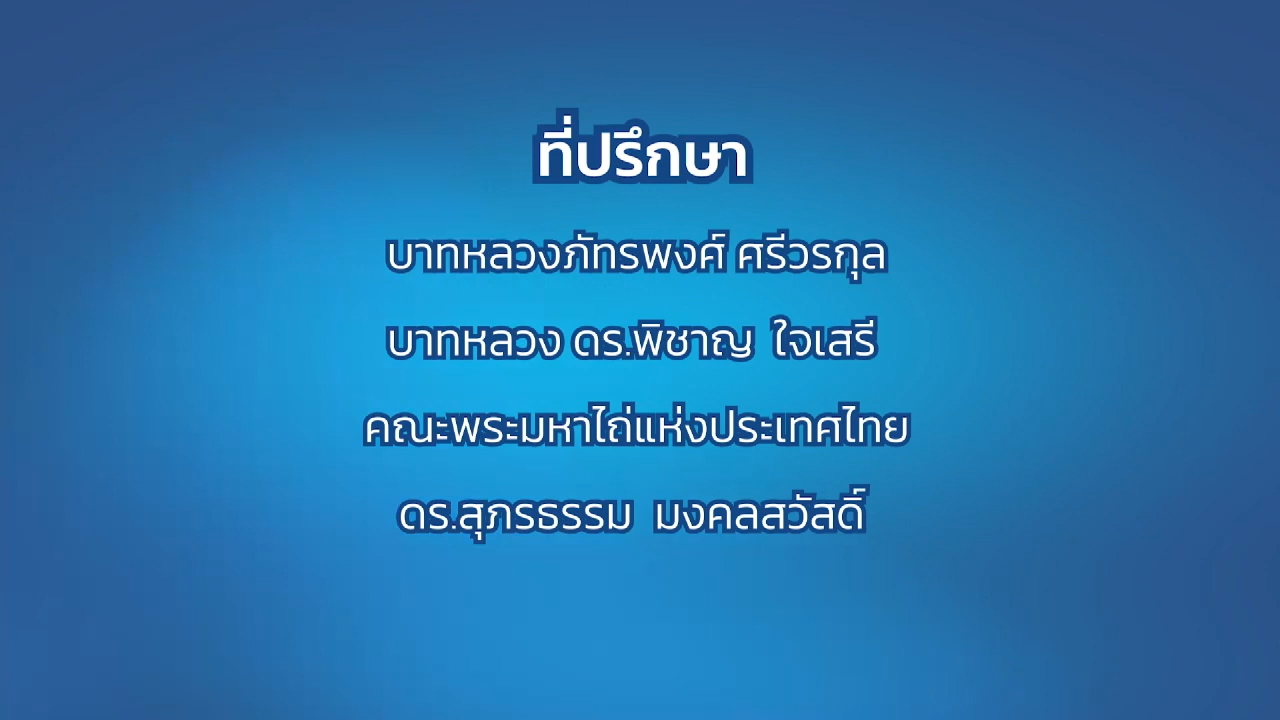 ที่ปรึกษา
บาทหลวงภัทรพงศ์ ศรีวรกุล
บาทหลวง ดร.พิชาญ ใจเสรี
คณะพระมหาไถ่แห่งประเทศไทย
ดร.สุภรธรรม มงคลสวัสดิ์